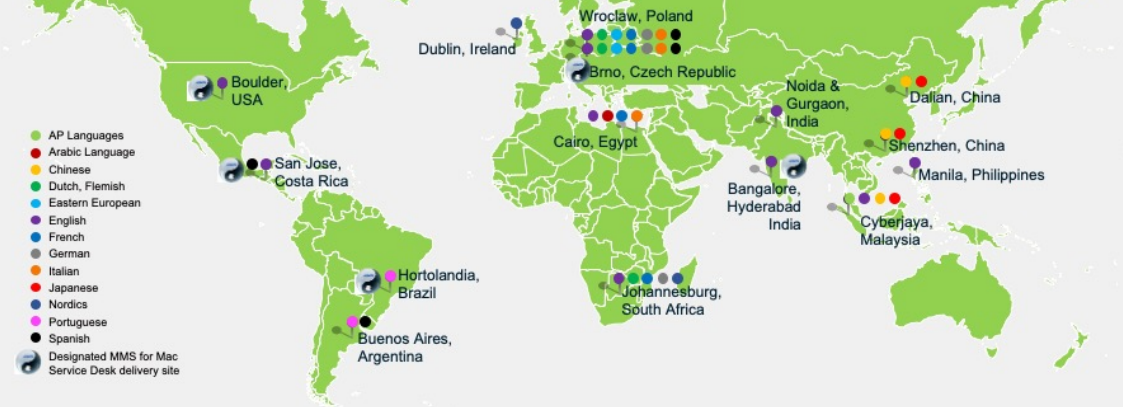 Wroclaw, Poland
Dublin, Ireland
Brno, Czech Republic
Boulder,
USA
Noida &
Gurgaon,
India
Dalian, China
Cairo, Egypt
Shenzhen, China
San Jose,
Costa Rica
Manila, Philippines
Bangalore,
Hyderabad
India
Cyberjaya,
Malaysia
Hortolandia,
Brazil
Johannesburg,
South Africa
Buenos Aires,
Argentina
AP Languages
Arabic Language
Chinese
Dutch, Flemish
Eastern European
English
French
German
Italian
Japanese
Nordics
Portuguese
Spanish
Designated MMS for Mac
Service Desk delivery site